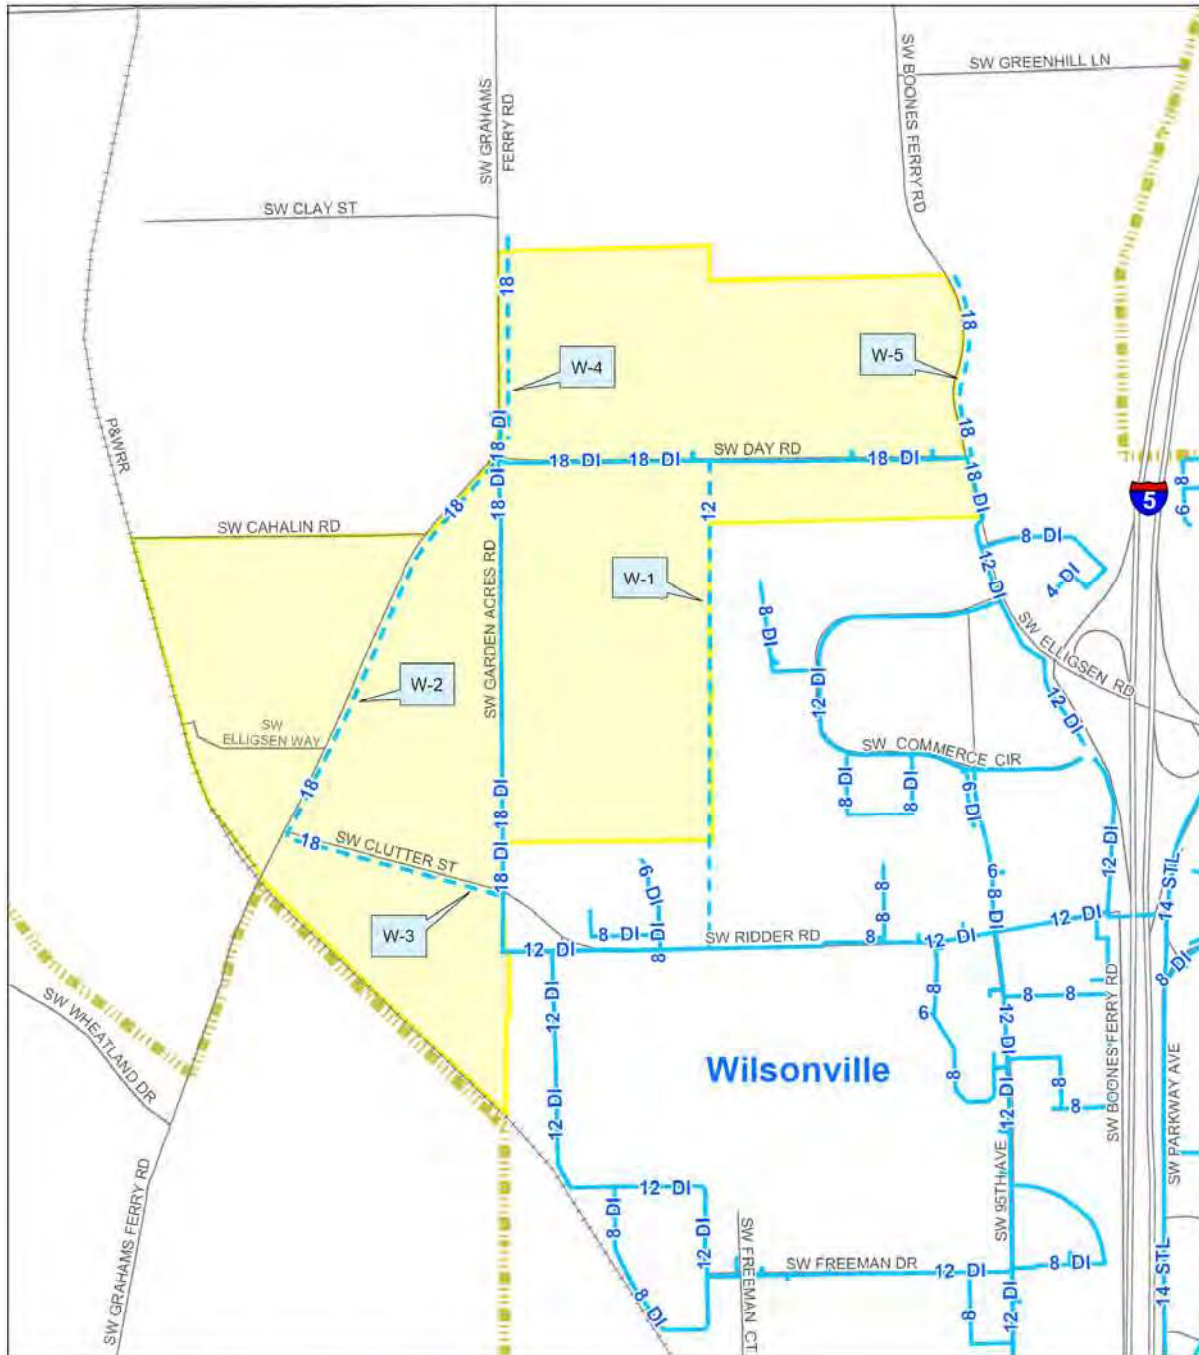 SW GRAHAMS
FERRY RD
SW BOONES FERRY RD
SW GREENHILL LN
SW CLAY ST
18
18
W-4
W-5
P&WRR
18-DI
18
SW DAY RD
18-DI
18-DI
18-DI
18-DI
18-DI
18-DI
5
8
6
18
12
SW CAHALIN RD
8-DI
12-DI
4-DI
W-1
8-DI
SW GARDEN ACRES RD
SW ELLIGSEN RD
W-2
12-DI
12-DI
SW
ELLIGSEN WAY
SW COMMERCE CIR
18
18-DI
8-DI
8-DI
6-DI
18
SW CLUTTER ST
18-DI
18-DI
6-DI
12-DI
14-STL
8
8
6
8-DI
W-3
8-DI
8-DI
SW RIDDER RD
8
12-DI
12-DI
12-DI
8-DI
SW WHEATLAND DR
12-DI
8
6
8
8
8
12-DI
SW BOONES FERRY RD
Wilsonville
8
8
8
12-DI
SW PARKWAY AVE
12-DI
12-DI
8-DI
12-DI
SW GRAHAMS FERRY RD
SW FREEMAN CT
SW FREEMAN DR
SW 95TH AVE
12-DI
8-DI
8-DI
8
12-DI
14-STL